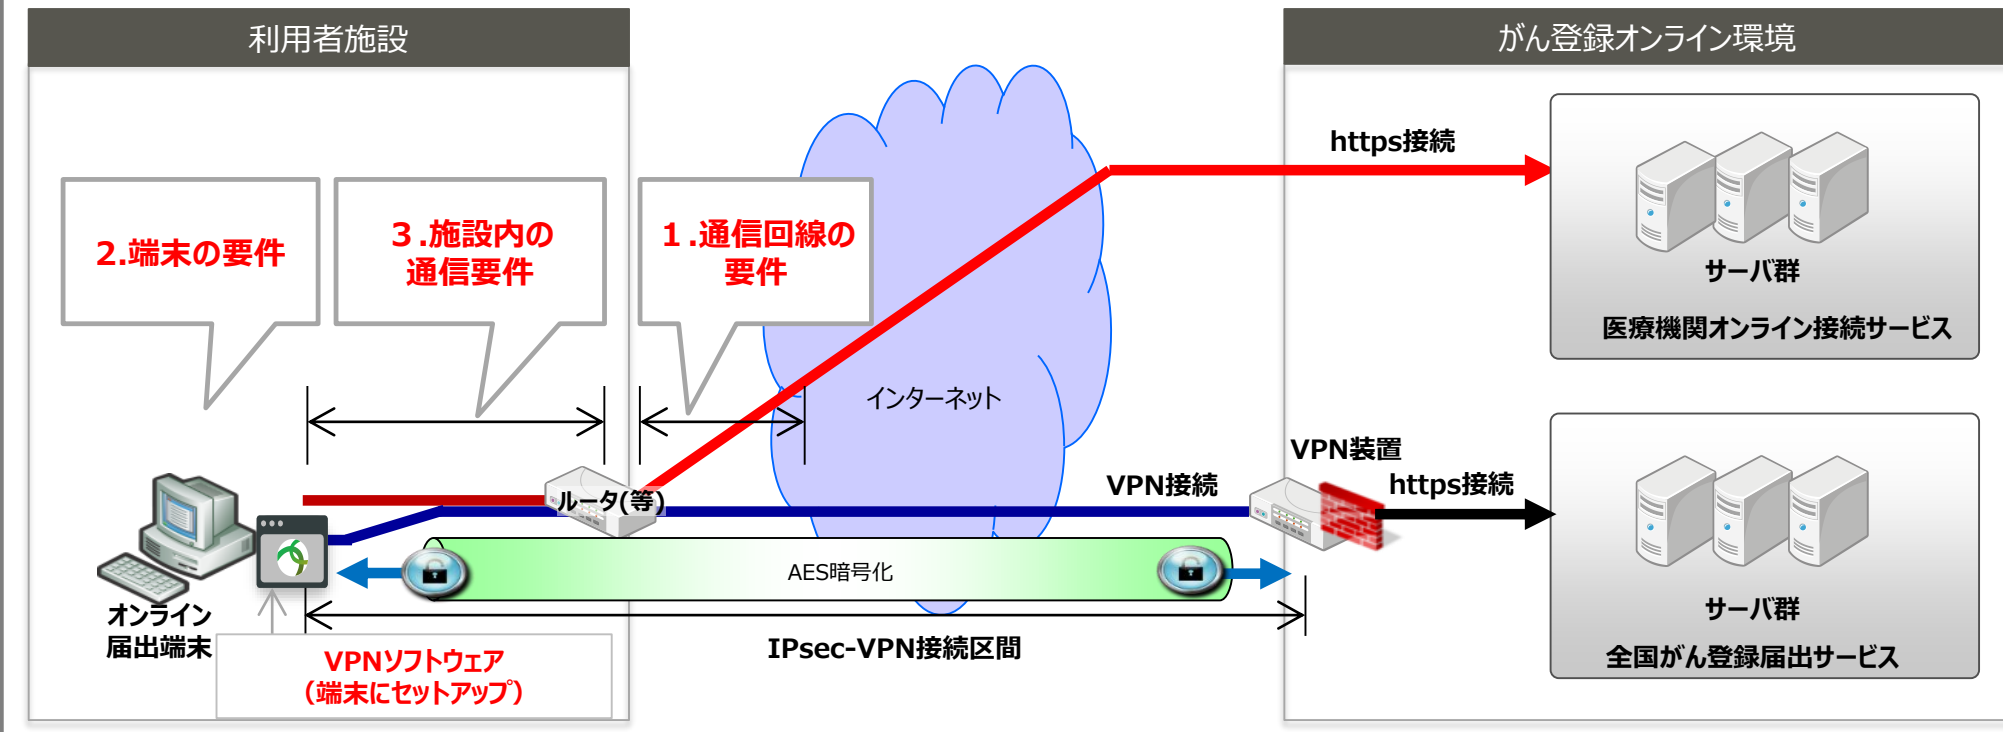 利用者施設
がん登録オンライン環境
https接続
2.端末の要件
３.施設内の
通信要件
１.通信回線の
要件
サーバ群
医療機関オンライン接続サービス
インターネット
VPN装置
VPN接続
https接続
ルータ(等)
AES暗号化
オンライン
届出端末
IPsec-VPN接続区間
VPNソフトウェア
（端末にセットアップ）
サーバ群
全国がん登録届出サービス